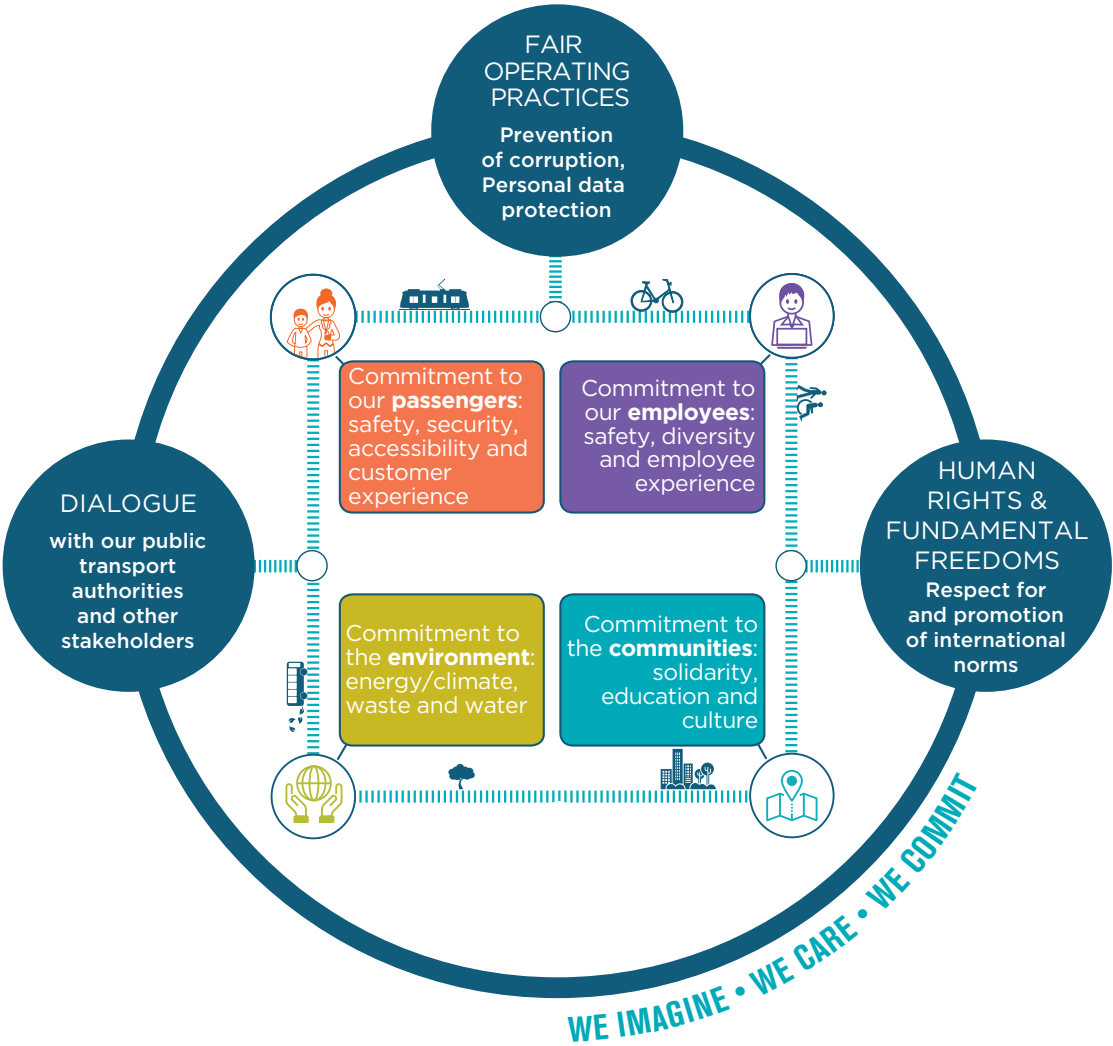 FAIR
OPERATING
PRACTICES
Prevention
of corruption,
Personal data
protection
Commitment to
our passengers:
safety, security,
accessibility and
customer
experience
Commitment to
our employees:
safety, diversity
and employee
experience
DIALOGUE
with our public
transport
authorities
and other
stakeholders
HUMAN
RIGHTS &
FUNDAMENTAL
FREEDOMS
Respect for
and promotion
of international
norms
Commitment to
the environment:
energy/climate,
waste and water
Commitment to
the communities:
solidarity,
education and
culture
WE IMAGINE • WE CARE • WE COMMIT